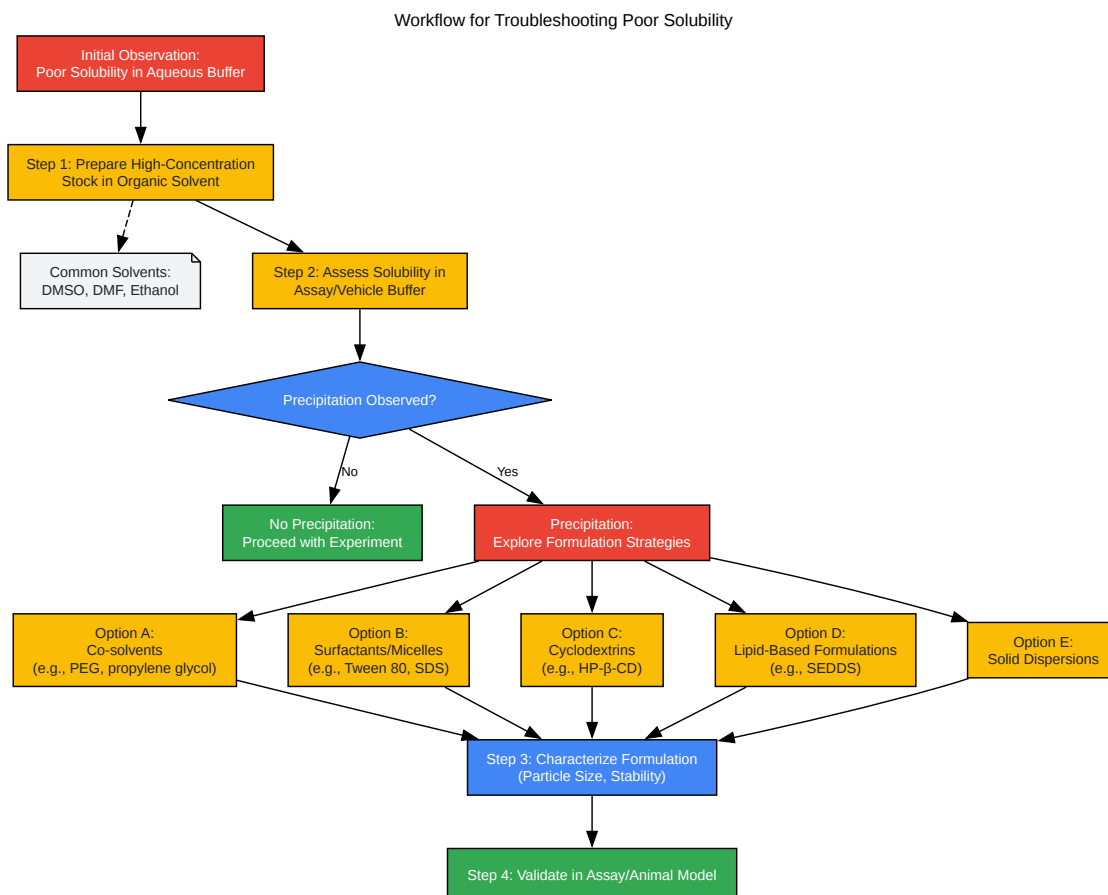 Workflow for Troubleshooting Poor Solubility
Initial Observation:
Poor Solubility in Aqueous Buffer
Step 1: Prepare High-Concentration
Stock in Organic Solvent
Common Solvents:
DMSO, DMF, Ethanol
Step 2: Assess Solubility in
Assay/Vehicle Buffer
Precipitation Observed?
No
Yes
No Precipitation:
Proceed with Experiment
Precipitation:
Explore Formulation Strategies
Option A:
Co-solvents
(e.g., PEG, propylene glycol)
Option B:
Surfactants/Micelles
(e.g., Tween 80, SDS)
Option C:
Cyclodextrins
(e.g., HP-β-CD)
Option D:
Lipid-Based Formulations
(e.g., SEDDS)
Option E:
Solid Dispersions
Step 3: Characterize Formulation
(Particle Size, Stability)
Step 4: Validate in Assay/Animal Model